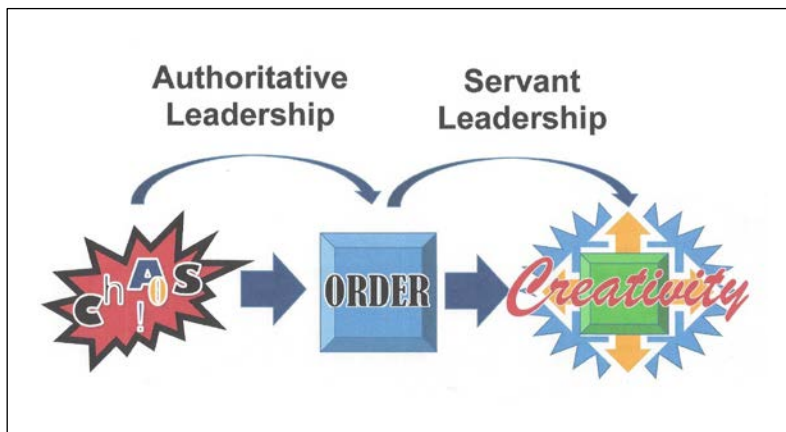 Authoritative
Leadership
Servant
Leadership
ChAOS
!
ORDER
Creativity